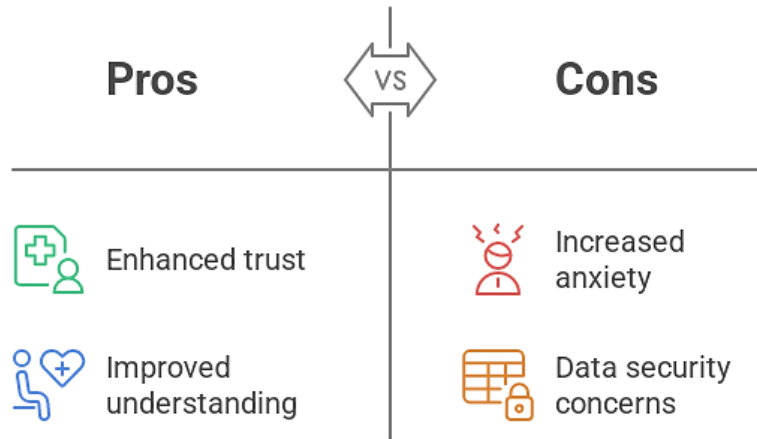 Pros
VS
Cons
Enhanced trust
Improved
understanding
Increased
anxiety
Data security
concerns